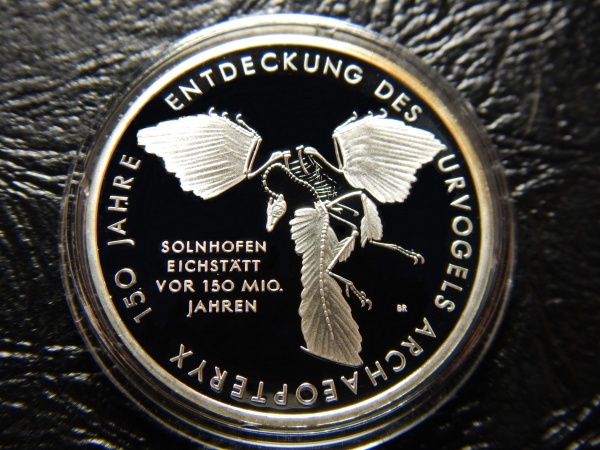 150 JAHRE ENTDECKUNG DES URVOGELS ARCHAEOPTERYX
SOLNHOFEN
EICHSTÄTT
VOR 150 MIO.
JAHREN
BR